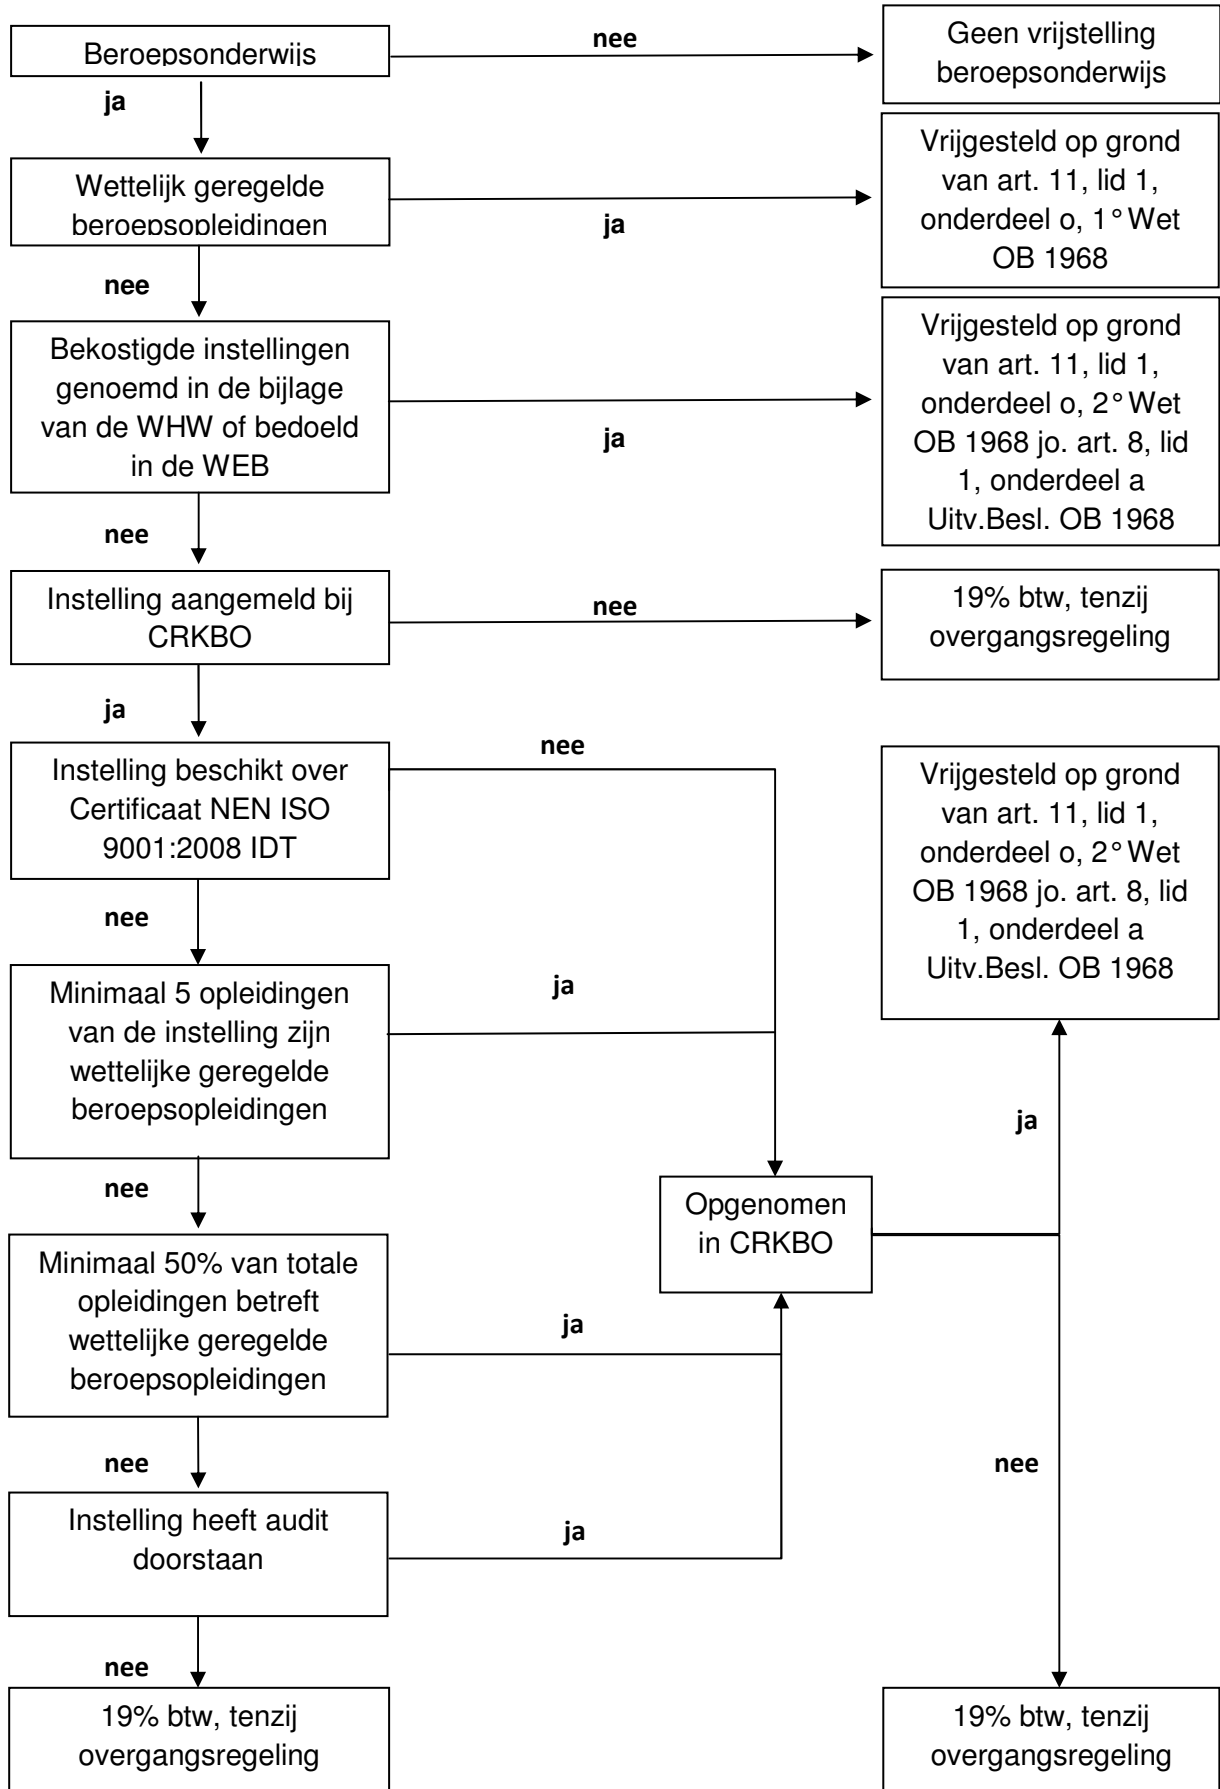 Beroepsonderwijs
nee
Geen vrijstelling
beroepsonderwijs
ja
Wettelijk geregelde
beroepsopleidingen
ja
Vrijgesteld op grond
van art. 11, lid 1,
onderdeel o, 1° Wet
OB 1968
nee
Bekostigde instellingen
genoemd in de bijlage
van de WHW of bedoeld
in de WEB
ja
Vrijgesteld op grond
van art. 11, lid 1,
onderdeel o, 2° Wet
OB 1968 jo. art. 8, lid
1, onderdeel a
Uitv.Besl. OB 1968
nee
Instelling aangemeld bij
CRKBO
nee
19% btw, tenzij
overgangsregeling
ja
Instelling beschikt over
Certificaat NEN ISO
9001:2008 IDT
nee
Vrijgesteld op grond
van art. 11, lid 1,
onderdeel o, 2° Wet
OB 1968 jo. art. 8, lid
1, onderdeel a
Uitv.Besl. OB 1968
nee
Minimaal 5 opleidingen
van de instelling zijn
wettelijke geregelde
beroepsopleidingen
ja
ja
nee
Opgenomen
in CRKBO
Minimaal 50% van totale
opleidingen betreft
wettelijke geregelde
beroepsopleidingen
ja
nee
nee
Instelling heeft audit
doorstaan
ja
nee
19% btw, tenzij
overgangsregeling
19% btw, tenzij
overgangsregeling